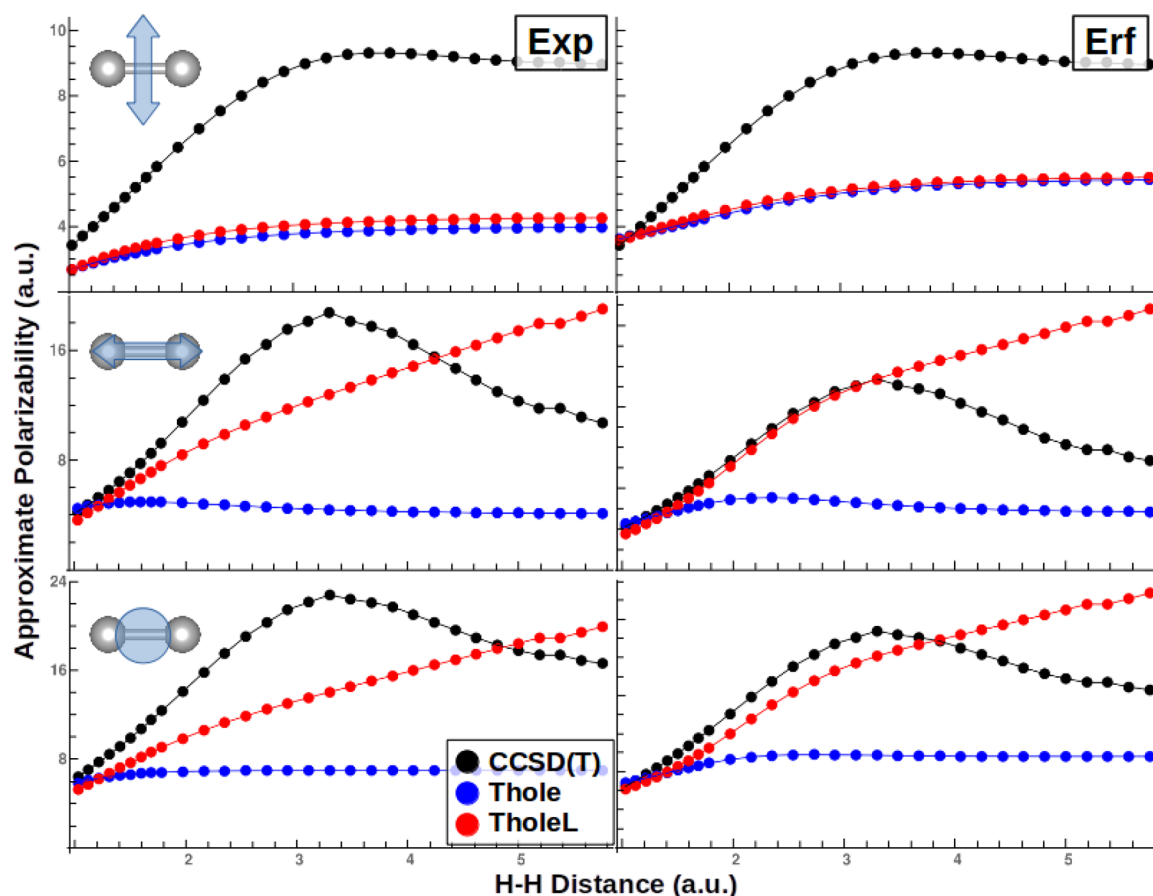 Exp
Erf
10
8
6
4
16
8
24
16
8
Approximate Polarizability (a.u.)
CCSD(T)
Thole
TholeL
2
3
4
5
2
3
4
5
H-H Distance (a.u.)